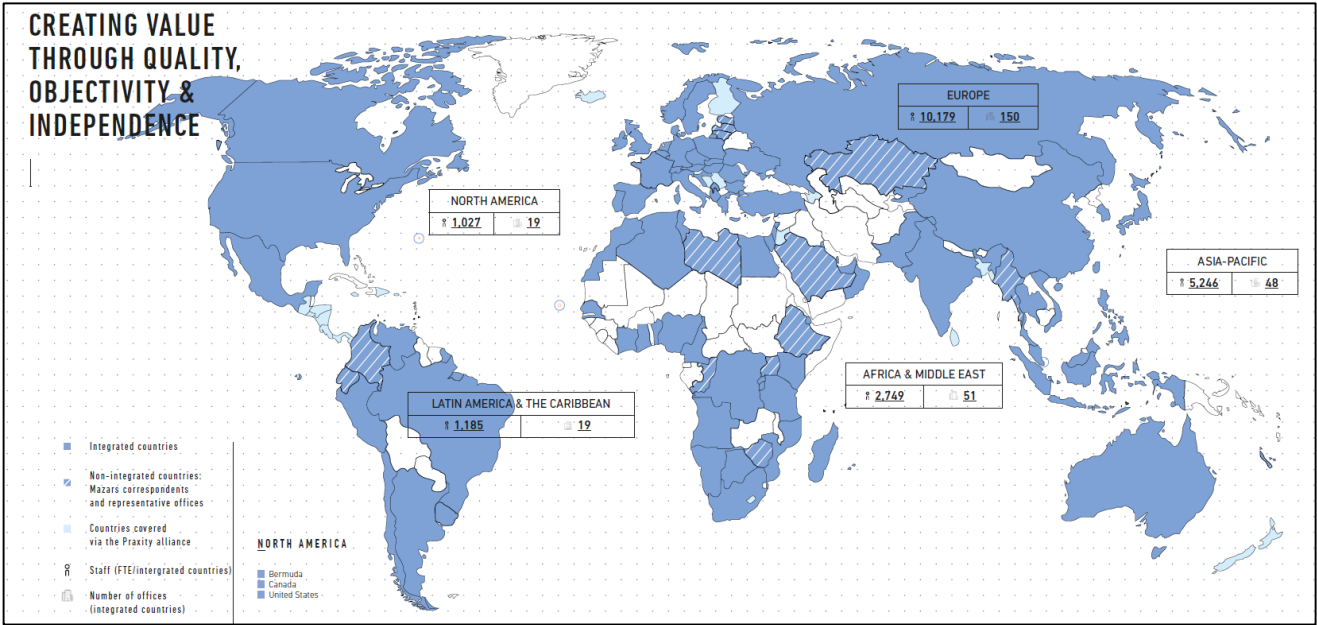 CREATING VALUE
THROUGH QUALITY,
OBJECTIVITY &
INDEPENDENCE
EUROPE
10,179 150
NORTH AMERICA
1,027 19
ASIA-PACIFIC
5,246 48
AFRICA & MIDDLE EAST
2,749 51
LATIN AMERICA & THE CARIBBEAN
1,185 19
Integrated countries
Non-integrated countries:
Mazars correspondents
and representative offices
Countries covered
via the Praxity alliance
Staff (FTE/intergrated countries)
Number of offices
(integrated countries)
NORTH AMERICA
Bermuda
Canada
United States